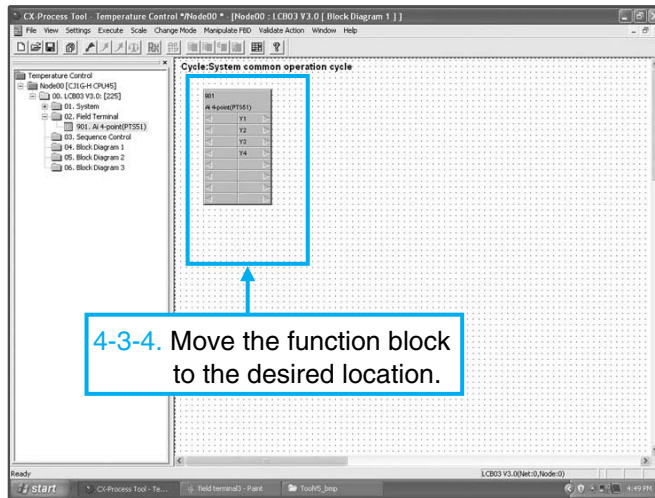 CX-Process Tool - Temperature Control */Node00 * - [Node00 : LCB03 V3.0 [ Block Diagram 1 ] ]
File View Settings Execute Scale Change Mode Manipulate FBD Validate Action Window Help
Temperature Control
Node00 [CJ1G-H CPU45]
00. LCB03 V3.0: [225]
01. System
02. Field Terminal
901. Ai 4-point(PTS51)
03. Sequence Control
04. Block Diagram 1
05. Block Diagram 2
06. Block Diagram 3
Cycle:System common operation cycle
901
Ai 4-point(PTS51)
Y1
Y2
Y3
Y4
4-3-4. Move the function block
to the desired location.
Ready
LCB03 V3.0(Net:0,Node:0)
start
CX-Process Tool - Te...
field terminal3 - Paint
ToolV5_bmp
4:49 PM